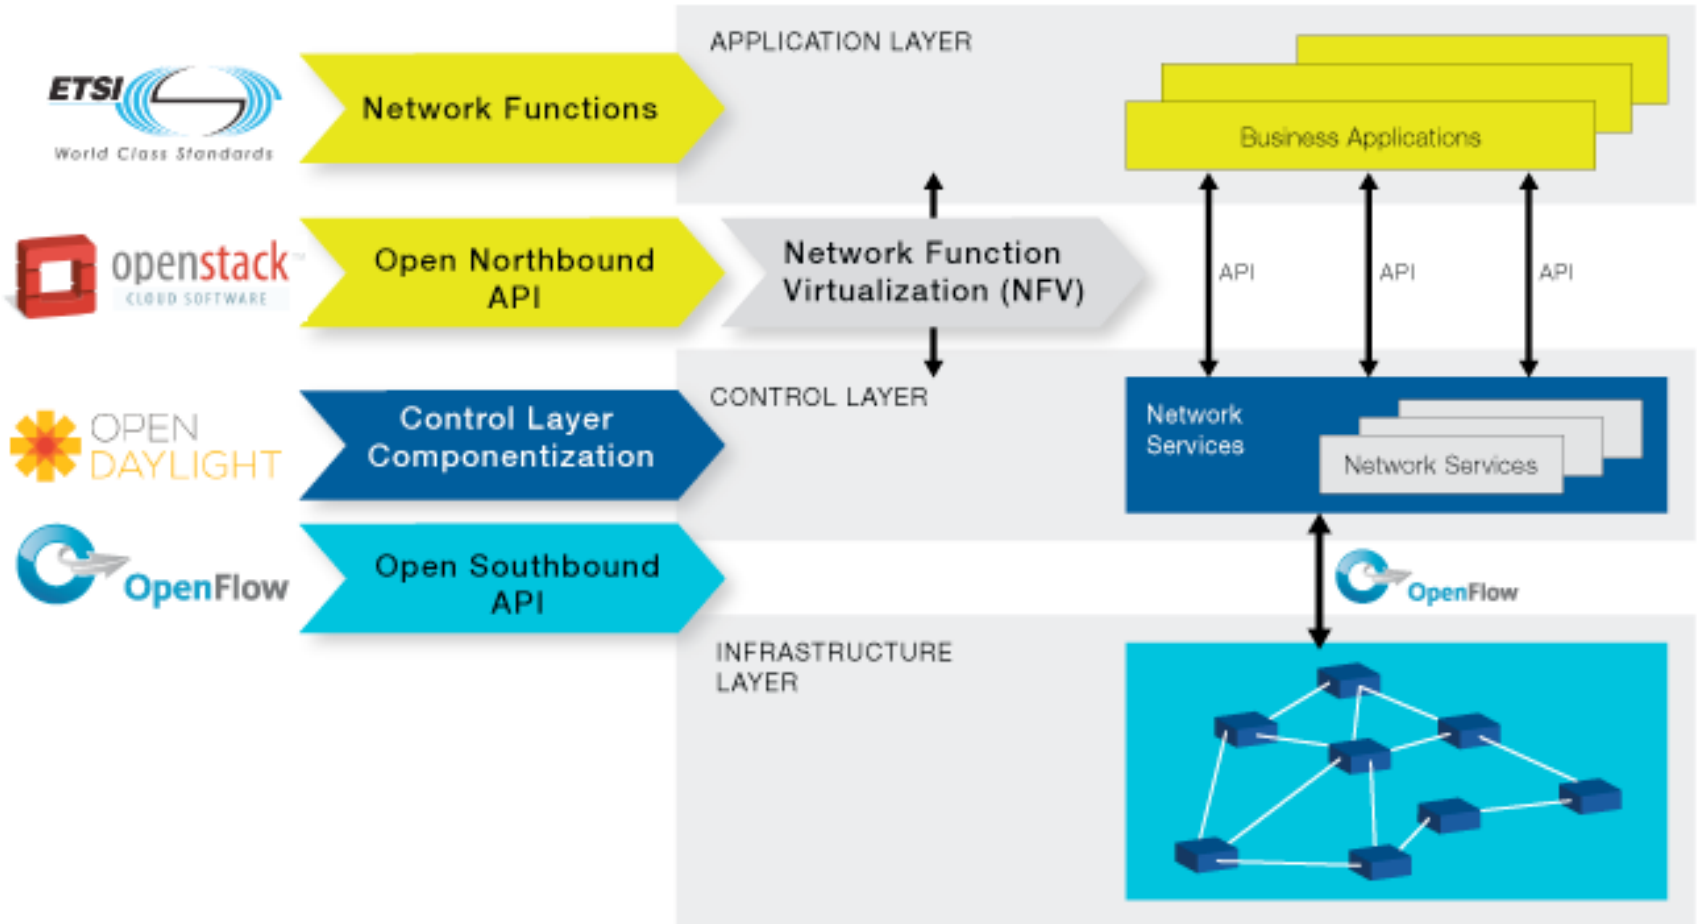 APPLICATION LAYER
ETSI
World Class Standards
Network Functions
Business Applications
openstack™
CLOUD SOFTWARE
Open Northbound
API
Network Function
Virtualization (NFV)
API
API
API
CONTROL LAYER
OPEN
DAYLIGHT
Control Layer
Componentization
Network
Services
Network Services
OpenFlow
Open Southbound
API
OpenFlow
INFRASTRUCTURE
LAYER